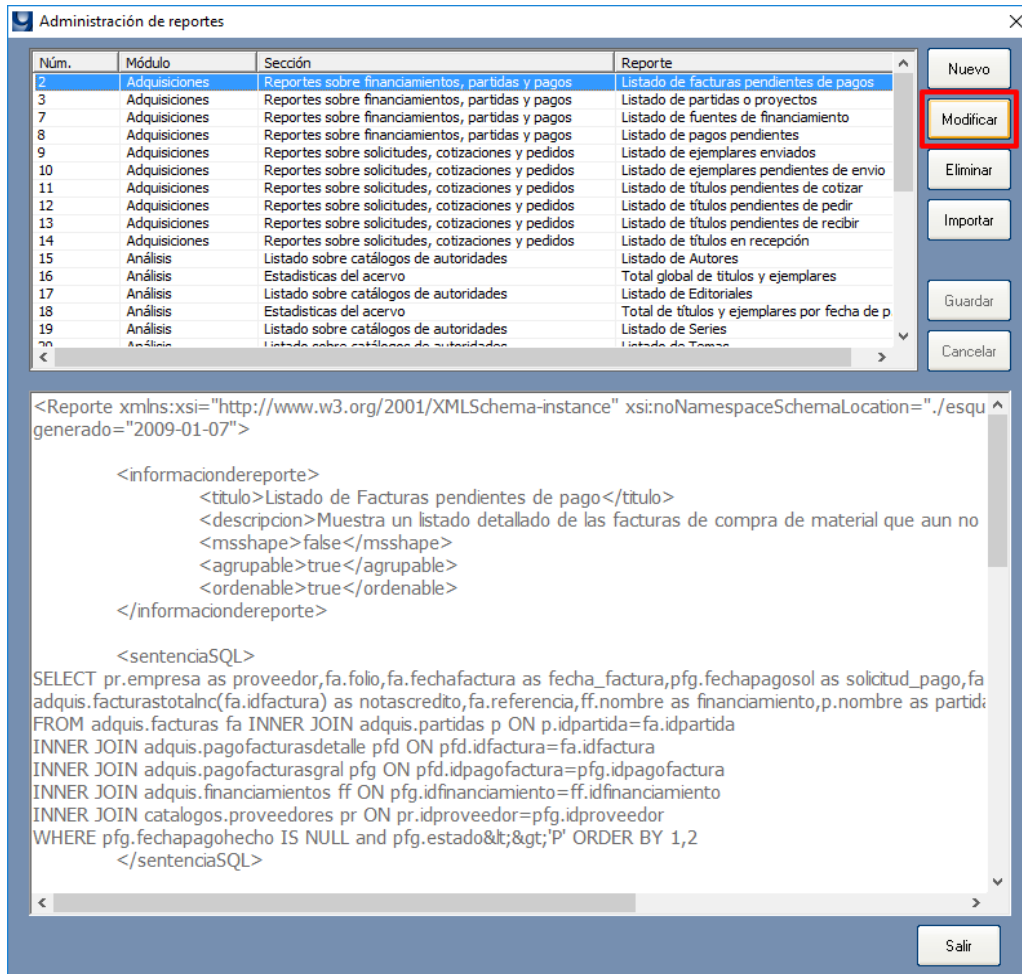 Administración de reportes
Núm. Módulo Sección Reporte
2 Adquisiciones Reportes sobre financiamientos, partidas y pagos Listado de facturas pendientes de pagos
3 Adquisiciones Reportes sobre financiamientos, partidas y pagos Listado de partidas o proyectos
7 Adquisiciones Reportes sobre financiamientos, partidas y pagos Listado de fuentes de financiamiento
8 Adquisiciones Reportes sobre financiamientos, partidas y pagos Listado de pagos pendientes
9 Adquisiciones Reportes sobre solicitudes, cotizaciones y pedidos Listado de ejemplares enviados
10 Adquisiciones Reportes sobre solicitudes, cotizaciones y pedidos Listado de ejemplares pendientes de envio
11 Adquisiciones Reportes sobre solicitudes, cotizaciones y pedidos Listado de títulos pendientes de cotizar
12 Adquisiciones Reportes sobre solicitudes, cotizaciones y pedidos Listado de títulos pendientes de pedir
13 Adquisiciones Reportes sobre solicitudes, cotizaciones y pedidos Listado de títulos pendientes de recibir
14 Adquisiciones Reportes sobre solicitudes, cotizaciones y pedidos Listado de títulos en recepción
15 Análisis Listado sobre catálogos de autoridades Listado de Autores
16 Análisis Estadisticas del acervo Total global de titulos y ejemplares
17 Análisis Listado sobre catálogos de autoridades Listado de Editoriales
18 Análisis Estadisticas del acervo Total de títulos y ejemplares por fecha de p
19 Análisis Listado sobre catálogos de autoridades Listado de Series
20 Análisis Listado sobre catálogos de autoridades Listado de Temas
Nuevo
Modificar
Eliminar
Importar
Guardar
Cancelar
<Reporte xmlns:xsi="http://www.w3.org/2001/XMLSchema-instance" xsi:noNamespaceSchemaLocation="./esqu
generado="2009-01-07">
<informaciondereporte>
<titulo>Listado de Facturas pendientes de pago</titulo>
<descripcion>Muestra un listado detallado de las facturas de compra de material que aun no
<msshape>false</msshape>
<agrupable>true</agrupable>
<ordenable>true</ordenable>
</informaciondereporte>
<sentenciaSQL>
SELECT pr.empresa as proveedor,fa.folio,fa.fechafactura as fecha_factura,pfg.fechapagosol as solicitud_pago,fa
adquis.facturastotalnc(fa.idfactura) as notascredito,fa.referencia,ff.nombre as financiamiento,p.nombre as partida
FROM adquis.facturas fa INNER JOIN adquis.partidas p ON p.idpartida=fa.idpartida
INNER JOIN adquis.pagofacturasdetalle pfd ON pfd.idfactura=fa.idfactura
INNER JOIN adquis.pagofacturasgral pfg ON pfd.idpagofactura=pfg.idpagofactura
INNER JOIN adquis.financiamientos ff ON pfg.idfinanciamiento=ff.idfinanciamiento
INNER JOIN catalogos.proveedores pr ON pr.idproveedor=pfg.idproveedor
WHERE pfg.fechapagohecho IS NULL and pfg.estado&lt;&gt;'P' ORDER BY 1,2
</sentenciaSQL>
Salir